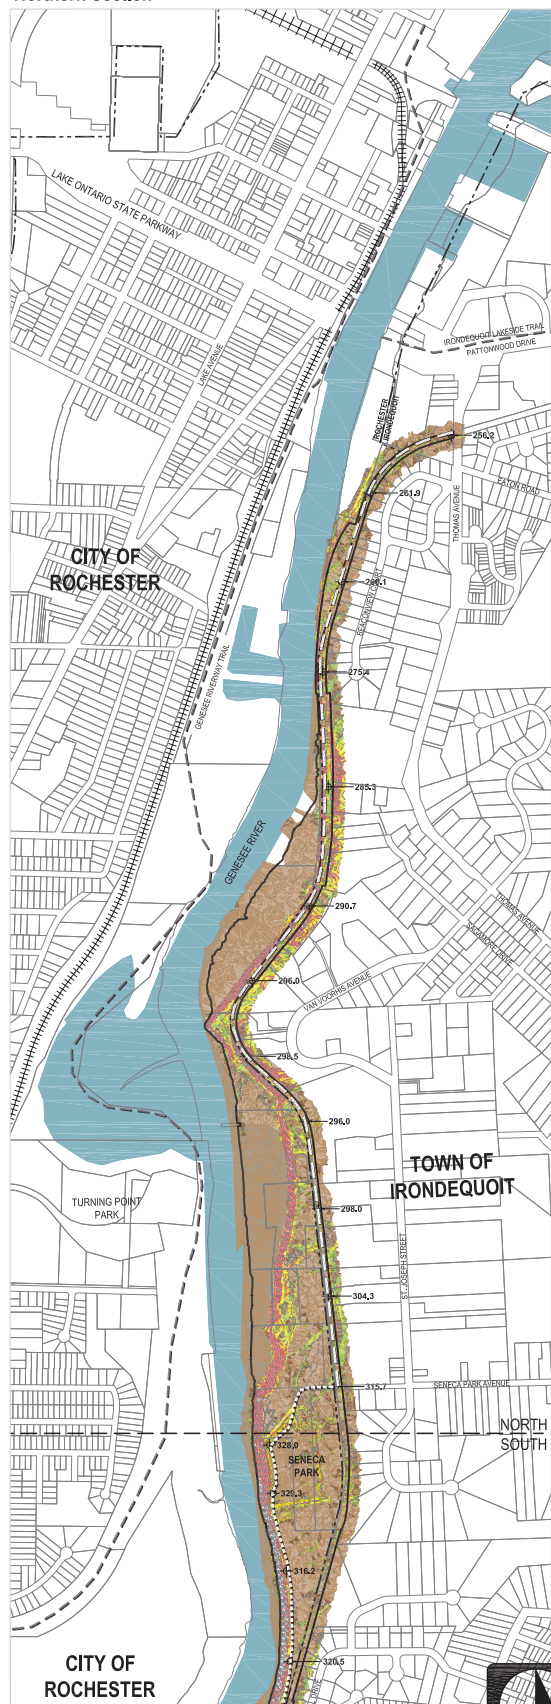 LAKE ONTARIO STATE PARKWAY
LAKE AVENUE
IRONDEQUOIT LAKESIDE TRAIL
PATTONWOOD DRIVE
ROCHESTER
IRONDEQUOIT
256.2
EATON ROAD
261.9
THOMAS AVENUE
CITY OF
ROCHESTER
BEACONVIEW COURT
275.4
GENESEE RIVERWAY TRAIL
285.3
GENESEE RIVER
290.7
THOMAS AVENUE
SAGAMORE DRIVE
296.0
VAN VOORHIS AVENUE
298.5
296.0
TOWN OF
IRONDEQUOIT
TURNING POINT
PARK
298.0
ST. JOSEPH STREET
304.3
315.7
SENECA PARK AVENUE
NORTH
SOUTH
328.0
SENECA
PARK
329.3
316.2
CITY OF
ROCHESTER
320.5
DRIVE